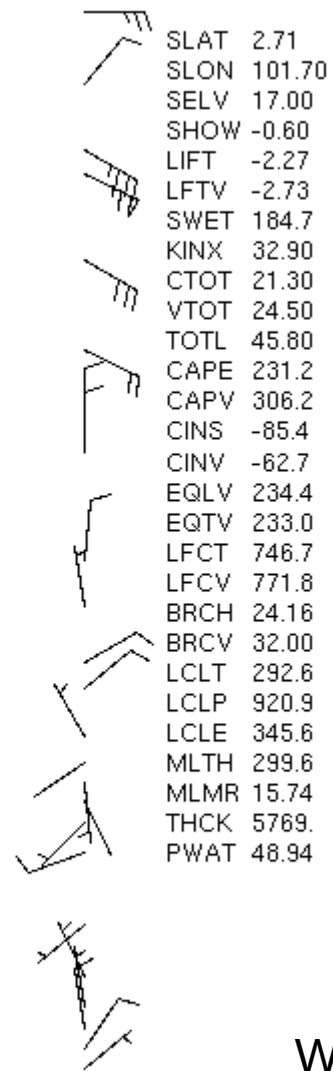 SLAT 2.71
SLON 101.70
SELV 17.00
SHOW -0.60
LIFT -2.27
LFTV -2.73
SWET 184.7
KINX 32.90
CTOT 21.30
VTOT 24.50
TOTL 45.80
CAPE 231.2
CAPV 306.2
CINS -85.4
CINV -62.7
EQLV 234.4
EQTV 233.0
LFCT 746.7
LFCV 771.8
BRCH 24.16
BRCV 32.00
LCLT 292.6
LCLP 920.9
LCLE 345.6
MLTH 299.6
MLMR 15.74
THCK 5769.
PWAT 48.94
W